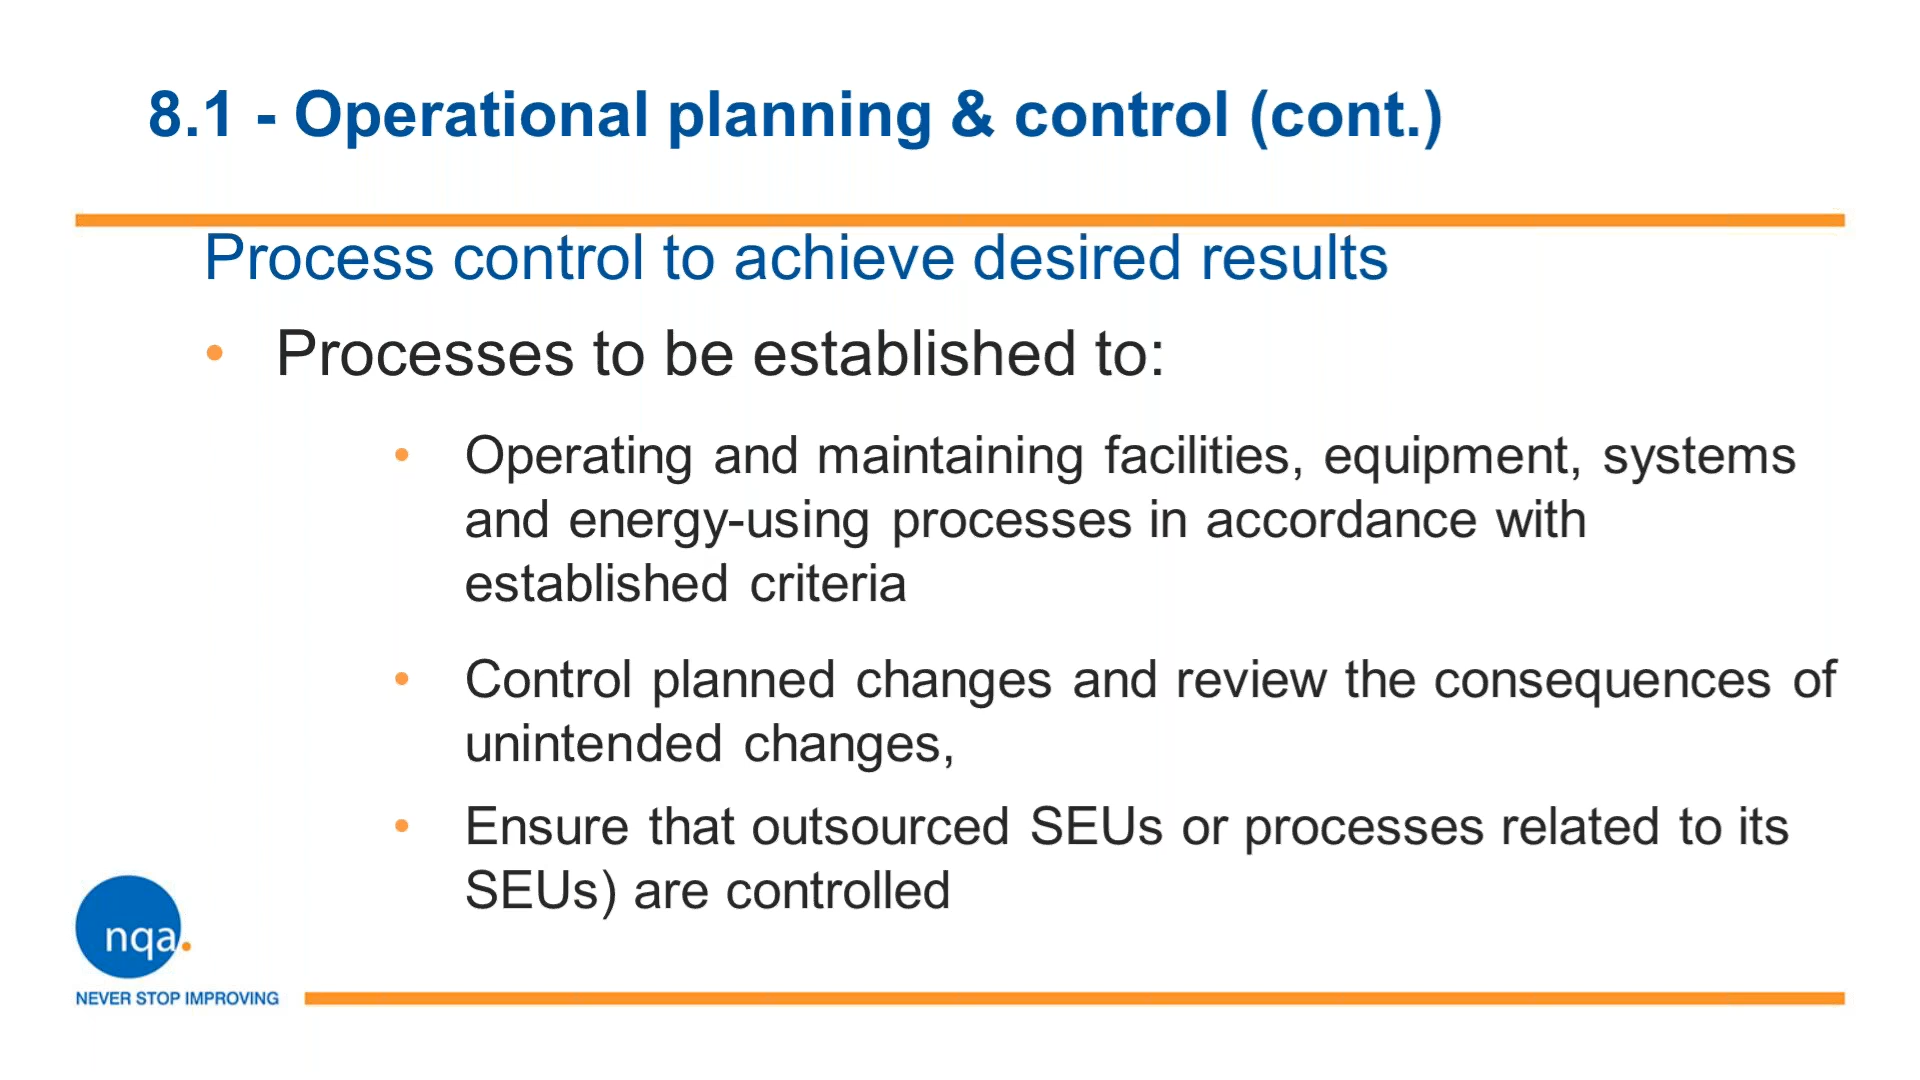 8.1 - Operational planning & control (cont.)
Process control to achieve desired results
• Processes to be established to:
• Operating and maintaining facilities, equipment, systems
and energy-using processes in accordance with
established criteria
• Control planned changes and review the consequences of
unintended changes,
• Ensure that outsourced SEUs or processes related to its
SEUs) are controlled
nqa.
NEVER STOP IMPROVING